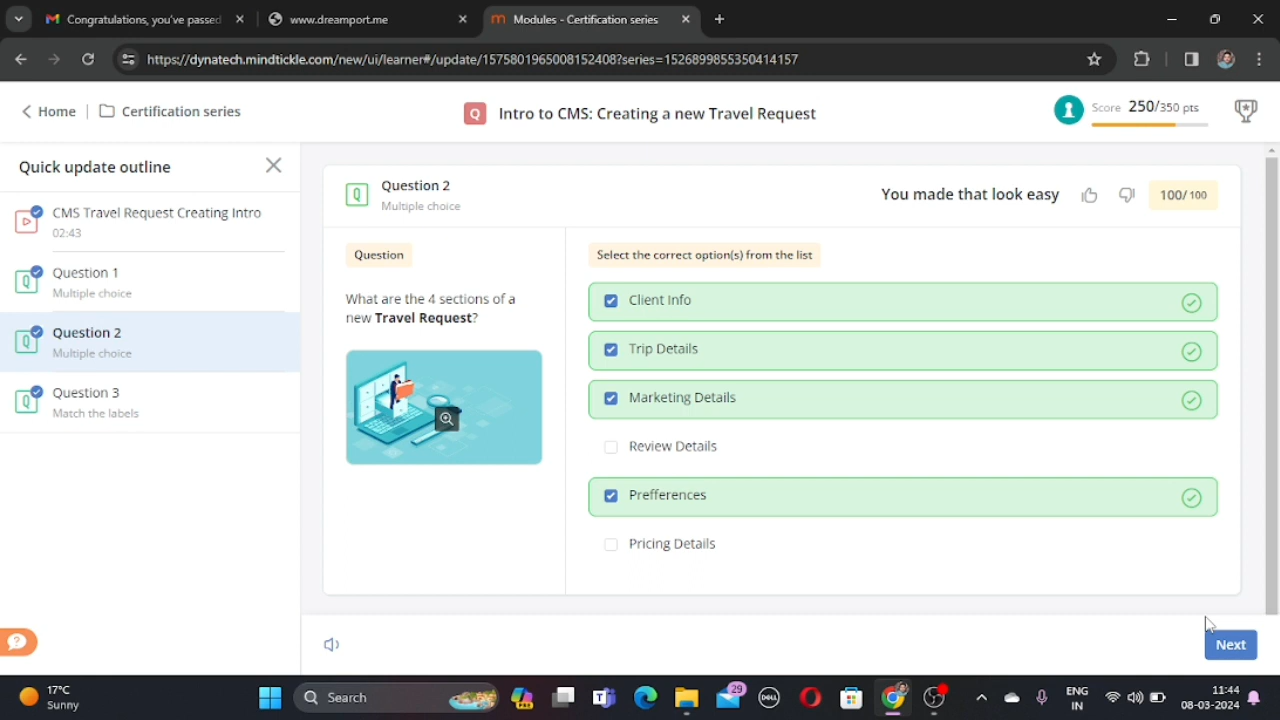 Congratulations, you've passed
www.dreamport.me
Modules - Certification series
https://dynatech.mindtickle.com/new/ui/learner#/update/1575801965008152408?series=1526899855350414157
Home
Certification series
Q
Intro to CMS: Creating a new Travel Request
Score 250/350 pts
Quick update outline
CMS Travel Request Creating Intro
02:43
Question 1
Multiple choice
Question 2
Multiple choice
Question 3
Match the labels
Question 2
Multiple choice
You made that look easy
100/100
Question
What are the 4 sections of a
new Travel Request?
Select the correct option(s) from the list
Client Info
Trip Details
Marketing Details
Review Details
Prefferences
Pricing Details
Next
17°C
Sunny
Search
PRE
29
DELL
ENG
IN
11:44
08-03-2024